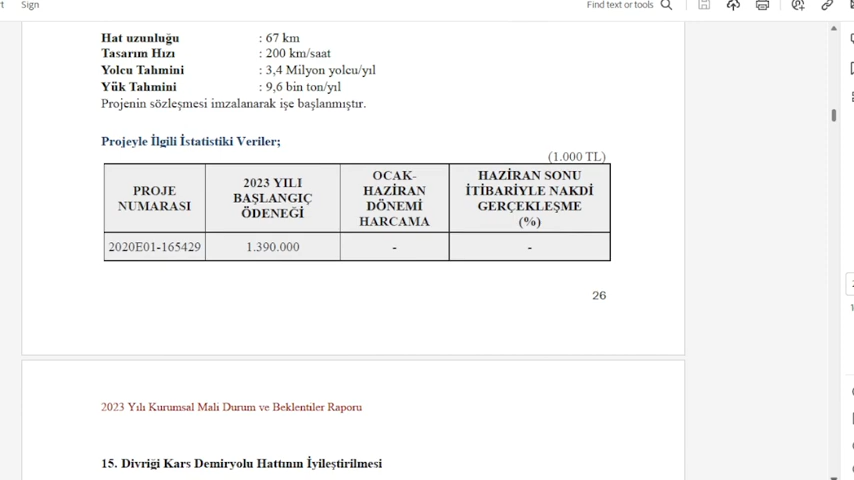 Sign
Find text or tools
Hat uzunluğu : 67 km
Tasarım Hızı : 200 km/saat
Yolcu Tahmini : 3,4 Milyon yolcu/yıl
Yük Tahmini : 9,6 bin ton/yıl
Projenin sözleşmesi imzalanarak işe başlanmıştır.
Projeyle İlgili İstatistiki Veriler;
(1.000 TL)
PROJE NUMARASI
2023 YILI BAŞLANGIÇ ÖDENEĞİ
OCAK-HAZİRAN DÖNEMİ HARCAMA
HAZİRAN SONU İTİBARİYLE NAKDİ GERÇEKLEŞME (%)
2020E01-165429 1.390.000 - -
26
2023 Yılı Kurumsal Mali Durum ve Beklentiler Raporu
15. Divriği Kars Demiryolu Hattının İyileştirilmesi